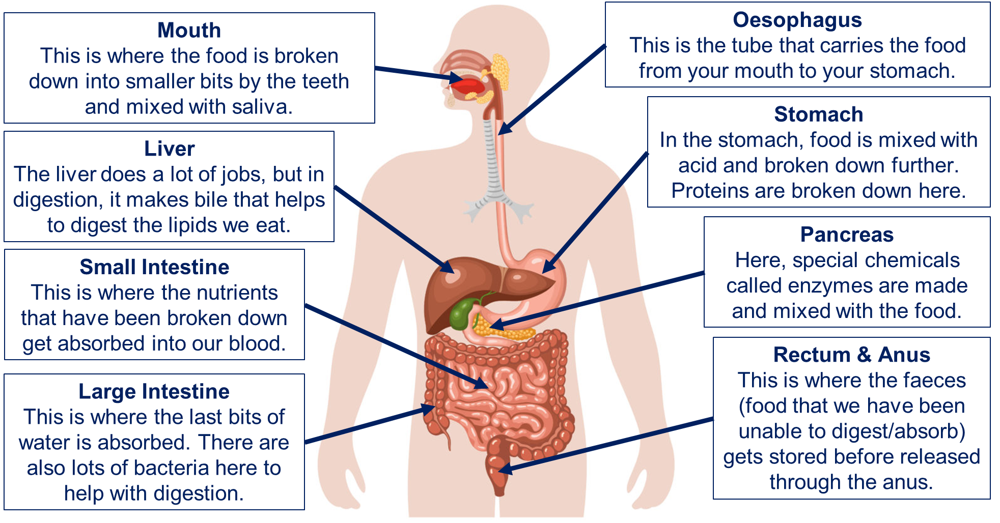 Mouth
This is where the food is broken
down into smaller bits by the teeth
and mixed with saliva.
Oesophagus
This is the tube that carries the food
from your mouth to your stomach.
Liver
The liver does a lot of jobs, but in
digestion, it makes bile that helps
to digest the lipids we eat.
Stomach
In the stomach, food is mixed with
acid and broken down further.
Proteins are broken down here.
Small Intestine
This is where the nutrients
that have been broken down
get absorbed into our blood.
Pancreas
Here, special chemicals
called enzymes are made
and mixed with the food.
Large Intestine
This is where the last bits of
water is absorbed. There are
also lots of bacteria here to
help with digestion.
Rectum & Anus
This is where the faeces
(food that we have been
unable to digest/absorb)
gets stored before released
through the anus.